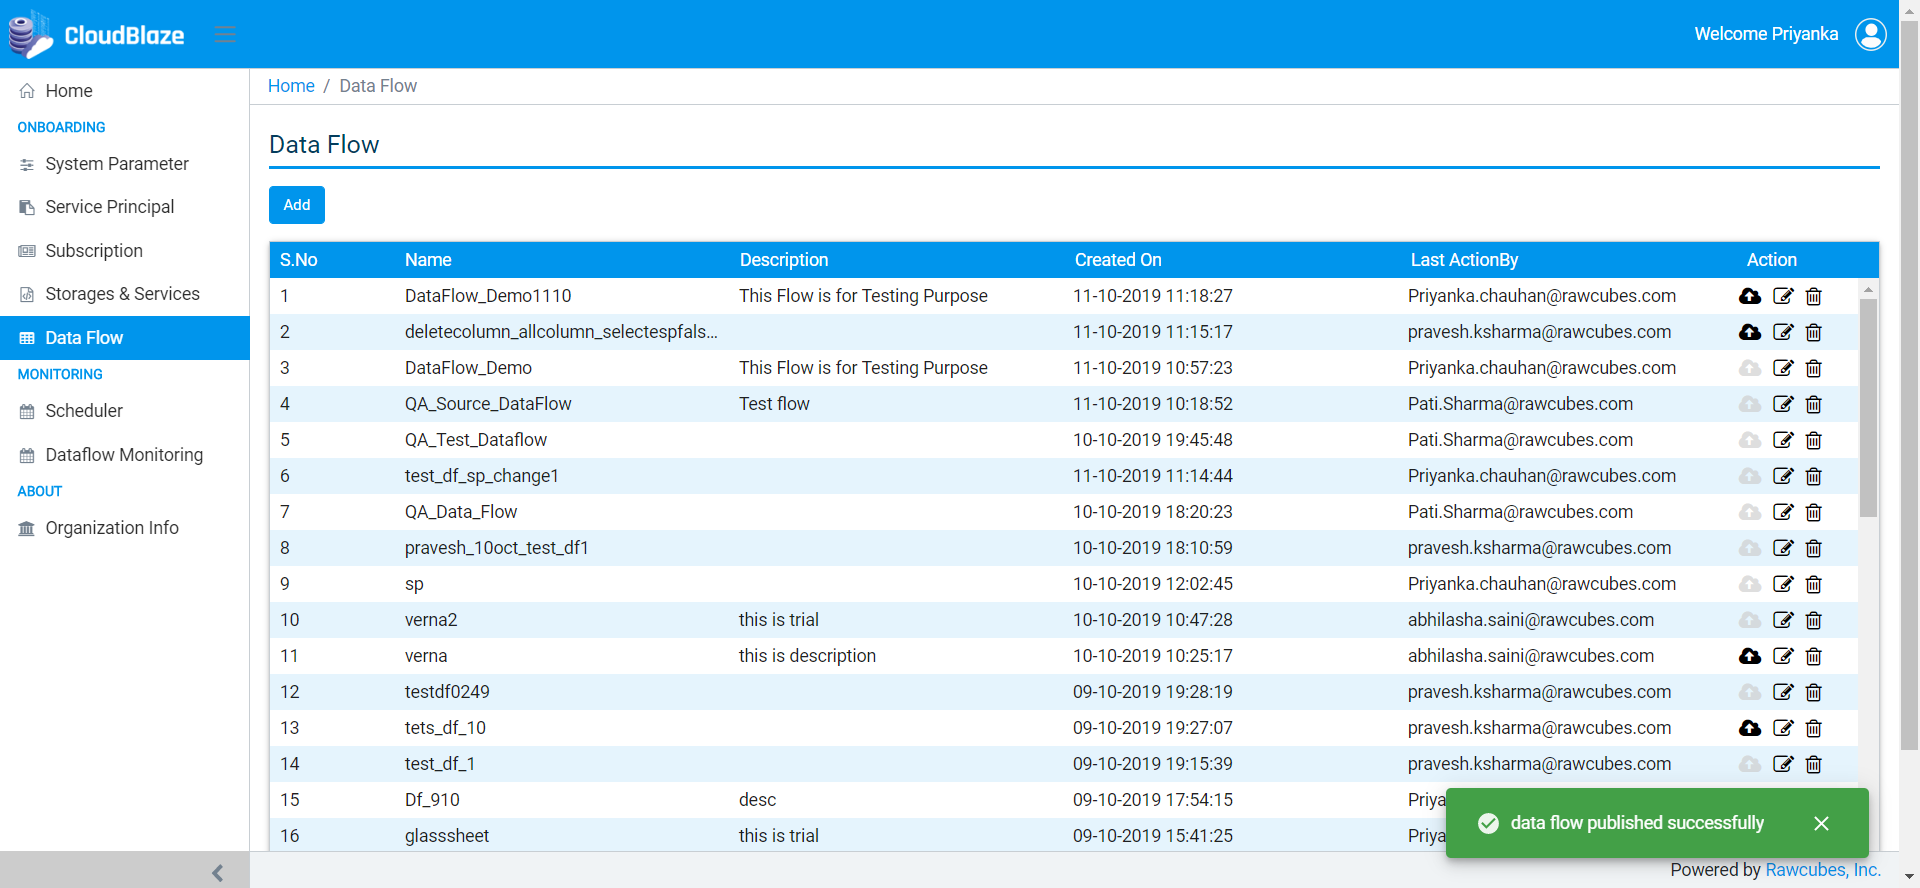 CloudBlaze
Welcome Priyanka
Home
ONBOARDING
System Parameter
Service Principal
Subscription
Storages & Services
Data Flow
MONITORING
Scheduler
Dataflow Monitoring
ABOUT
Organization Info
Home / Data Flow
Data Flow
Add
S.No Name Description Created On Last ActionBy Action
1 DataFlow_Demo1110 This Flow is for Testing Purpose 11-10-2019 11:18:27 Priyanka.chauhan@rawcubes.com
2 deletecolumn_allcolumn_selectespfals... 11-10-2019 11:15:17 pravesh.ksharma@rawcubes.com
3 DataFlow_Demo This Flow is for Testing Purpose 11-10-2019 10:57:23 Priyanka.chauhan@rawcubes.com
4 QA_Source_DataFlow Test flow 11-10-2019 10:18:52 Pati.Sharma@rawcubes.com
5 QA_Test_Dataflow 10-10-2019 19:45:48 Pati.Sharma@rawcubes.com
6 test_df_sp_change1 11-10-2019 11:14:44 Priyanka.chauhan@rawcubes.com
7 QA_Data_Flow 10-10-2019 18:20:23 Pati.Sharma@rawcubes.com
8 pravesh_10oct_test_df1 10-10-2019 18:10:59 pravesh.ksharma@rawcubes.com
9 sp 10-10-2019 12:02:45 Priyanka.chauhan@rawcubes.com
10 verna2 this is trial 10-10-2019 10:47:28 abhilasha.saini@rawcubes.com
11 verna this is description 10-10-2019 10:25:17 abhilasha.saini@rawcubes.com
12 testdf0249 09-10-2019 19:28:19 pravesh.ksharma@rawcubes.com
13 tets_df_10 09-10-2019 19:27:07 pravesh.ksharma@rawcubes.com
14 test_df_1 09-10-2019 19:15:39 pravesh.ksharma@rawcubes.com
15 Df_910 desc 09-10-2019 17:54:15 Priya
16 glasssheet this is trial 09-10-2019 15:41:25 Priya
data flow published successfully
Powered by Rawcubes, Inc.